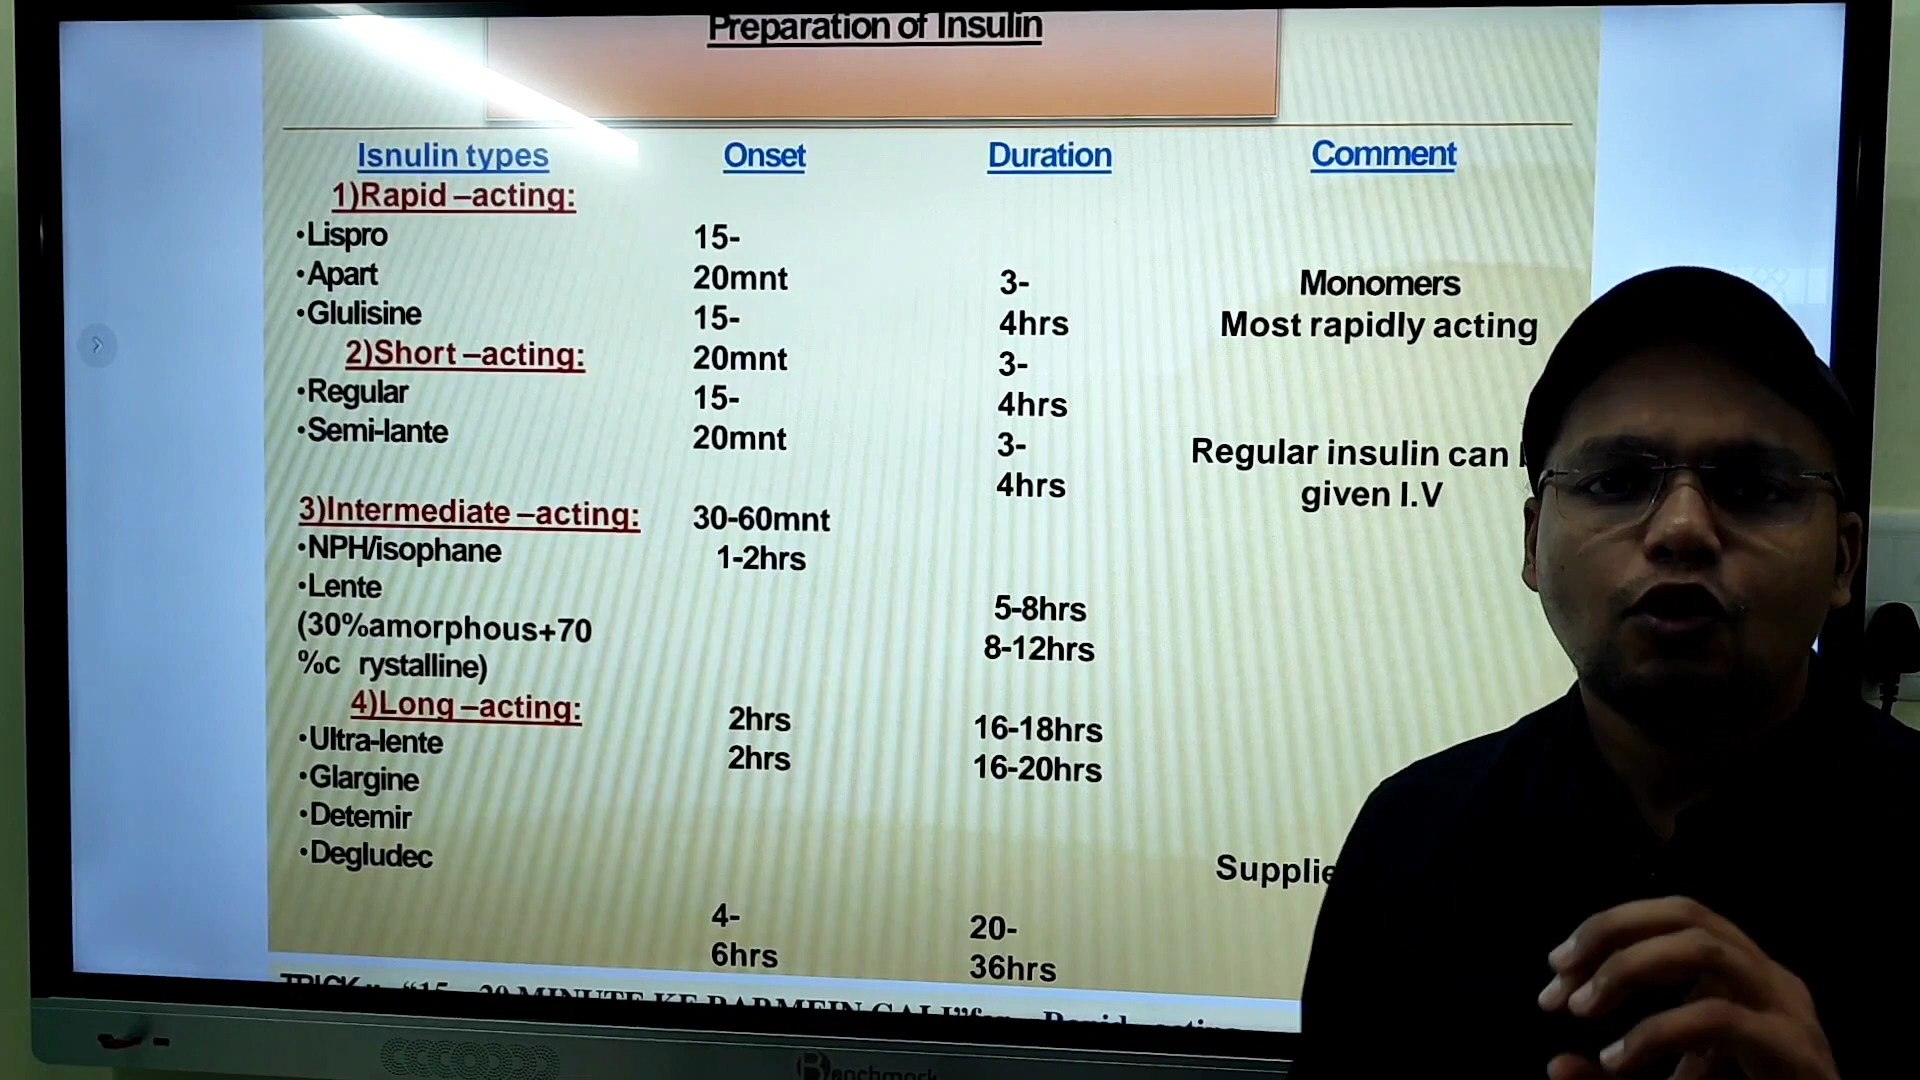 Preparation of Insulin
Isnulin types Onset Duration Comment
1)Rapid –acting:
•Lispro 15-
•Apart 20mnt 3- Monomers
•Glulisine 15- 4hrs Most rapidly acting
2)Short –acting: 20mnt 3-
•Regular 15- 4hrs
•Semi-lante 20mnt 3- Regular insulin can
4hrs given I.V
3)Intermediate –acting: 30-60mnt
•NPH/isophane 1-2hrs
•Lente 5-8hrs
(30%amorphous+70 8-12hrs
%c rystalline)
4)Long –acting: 2hrs 16-18hrs
•Ultra-lente 2hrs 16-20hrs
•Glargine
•Detemir
•Degludec
4- 20-
6hrs 36hrs
Benchmark